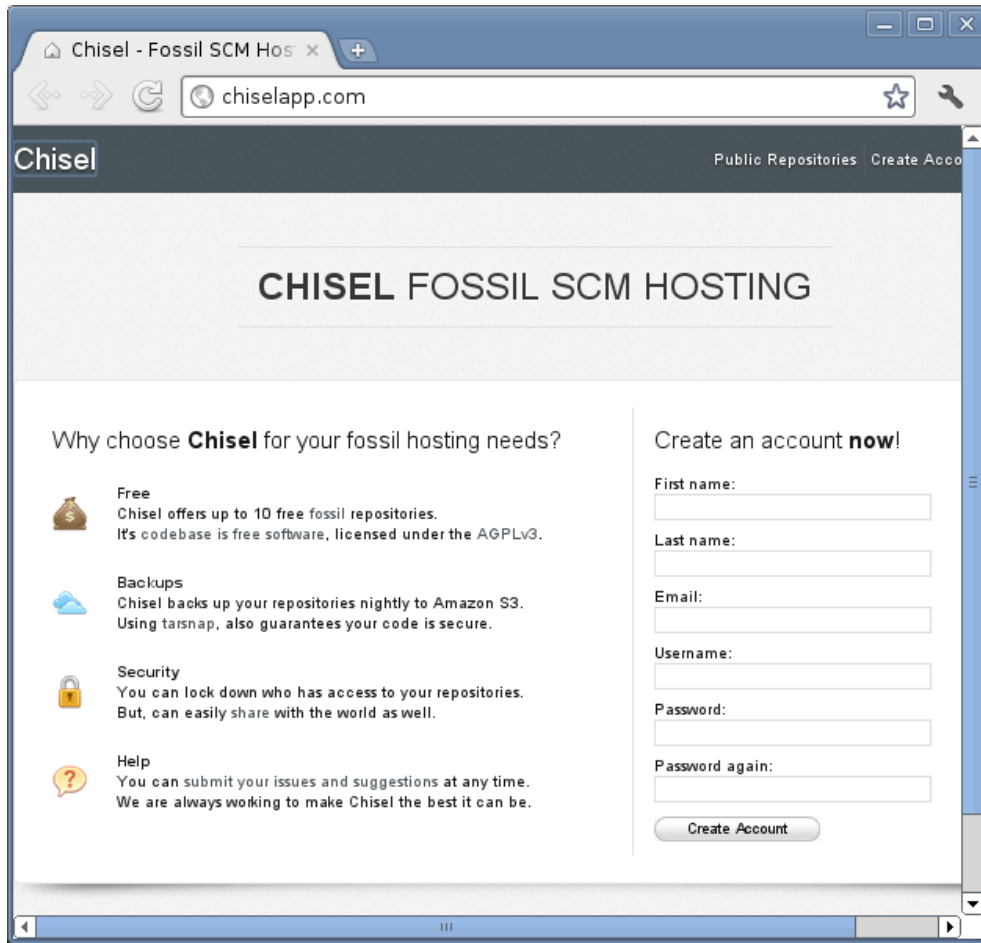 Chisel - Fossil SCM Hos
chiselapp.com
Chisel
Public Repositories
Create Acco
CHISEL FOSSIL SCM HOSTING
Why choose Chisel for your fossil hosting needs?
Free
Chisel offers up to 10 free fossil repositories.
It's codebase is free software, licensed under the AGPLv3.
Backups
Chisel backs up your repositories nightly to Amazon S3.
Using tarsnap, also guarantees your code is secure.
Security
You can lock down who has access to your repositories.
But, can easily share with the world as well.
Help
You can submit your issues and suggestions at any time.
We are always working to make Chisel the best it can be.
Create an account now!
First name:
Last name:
Email:
Username:
Password:
Password again:
Create Account